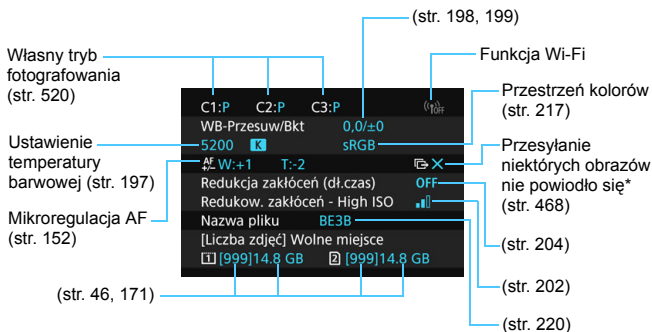 (str. 198, 199)
Własny tryb
fotografowania
(str. 520)
Funkcja Wi-Fi
C1:P C2:P C3:P OFF
WB-Przesuw/Bkt 0,0/±0
5200 K sRGB
AF +/- W:+1 T:-2
Redukcja zakłóceń (dł.czas) OFF
Redukow. zakłóceń - High ISO
Nazwa pliku BE3B
[Liczba zdjęć] Wolne miejsce
1 [999]14.8 GB 2 [999]14.8 GB
Ustawienie
temperatury
barwowej (str. 197)
Mikroregulacja AF
(str. 152)
(str. 46, 171)
Przestrzeń kolorów
(str. 217)
Przesyłanie
niektórych obrazów
nie powiodło się*
(str. 468)
(str. 204)
(str. 202)
(str. 220)